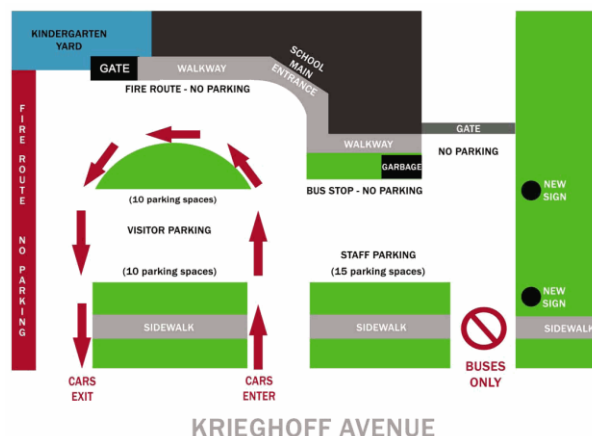 KINDERGARTEN
YARD
GATE
WALKWAY
SCHOOL
MAIN
ENTRANCE
FIRE ROUTE - NO PARKING
FIRE ROUTE NO PARKING
WALKWAY
GARBAGE
GATE
NO PARKING
BUS STOP - NO PARKING
NEW
SIGN
(10 parking spaces)
VISITOR PARKING
(10 parking spaces)
STAFF PARKING
(15 parking spaces)
NEW
SIGN
SIDEWALK
SIDEWALK
SIDEWALK
CARS
EXIT
CARS
ENTER
BUSES
ONLY
KRIEGHOFF AVENUE